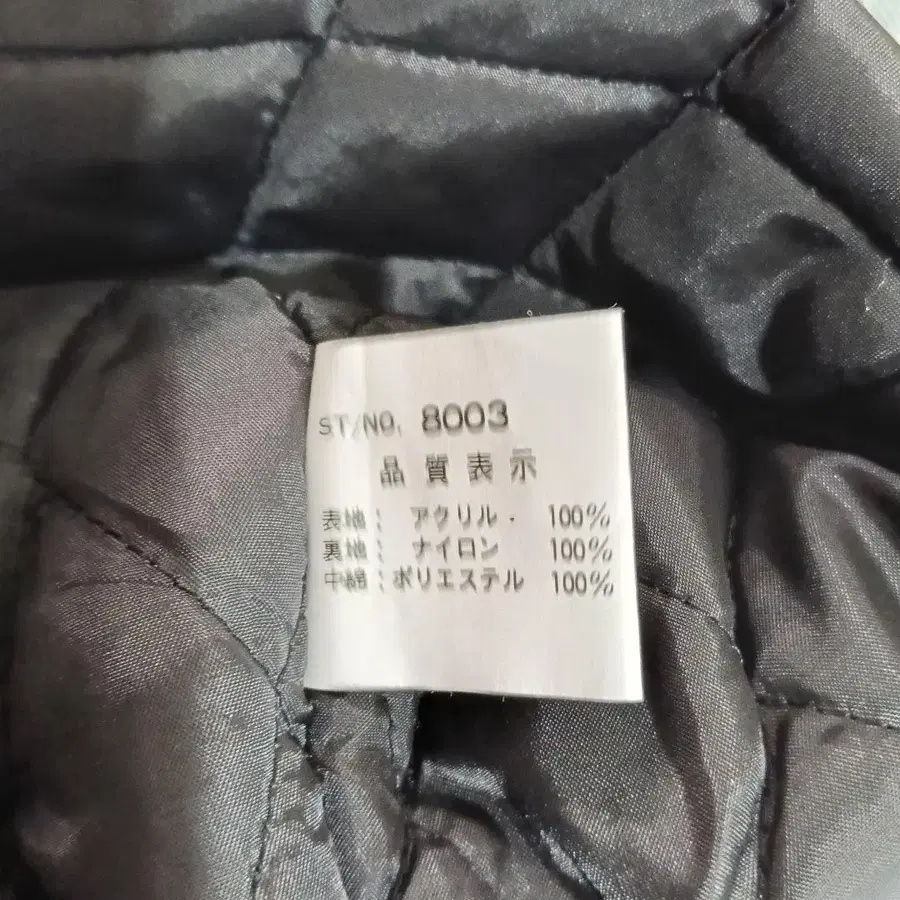 ST/NO. 8003
品質表示
表地: アクリル. 100%
裏地: ナイロン 100%
中綿: ポリエステル 100%